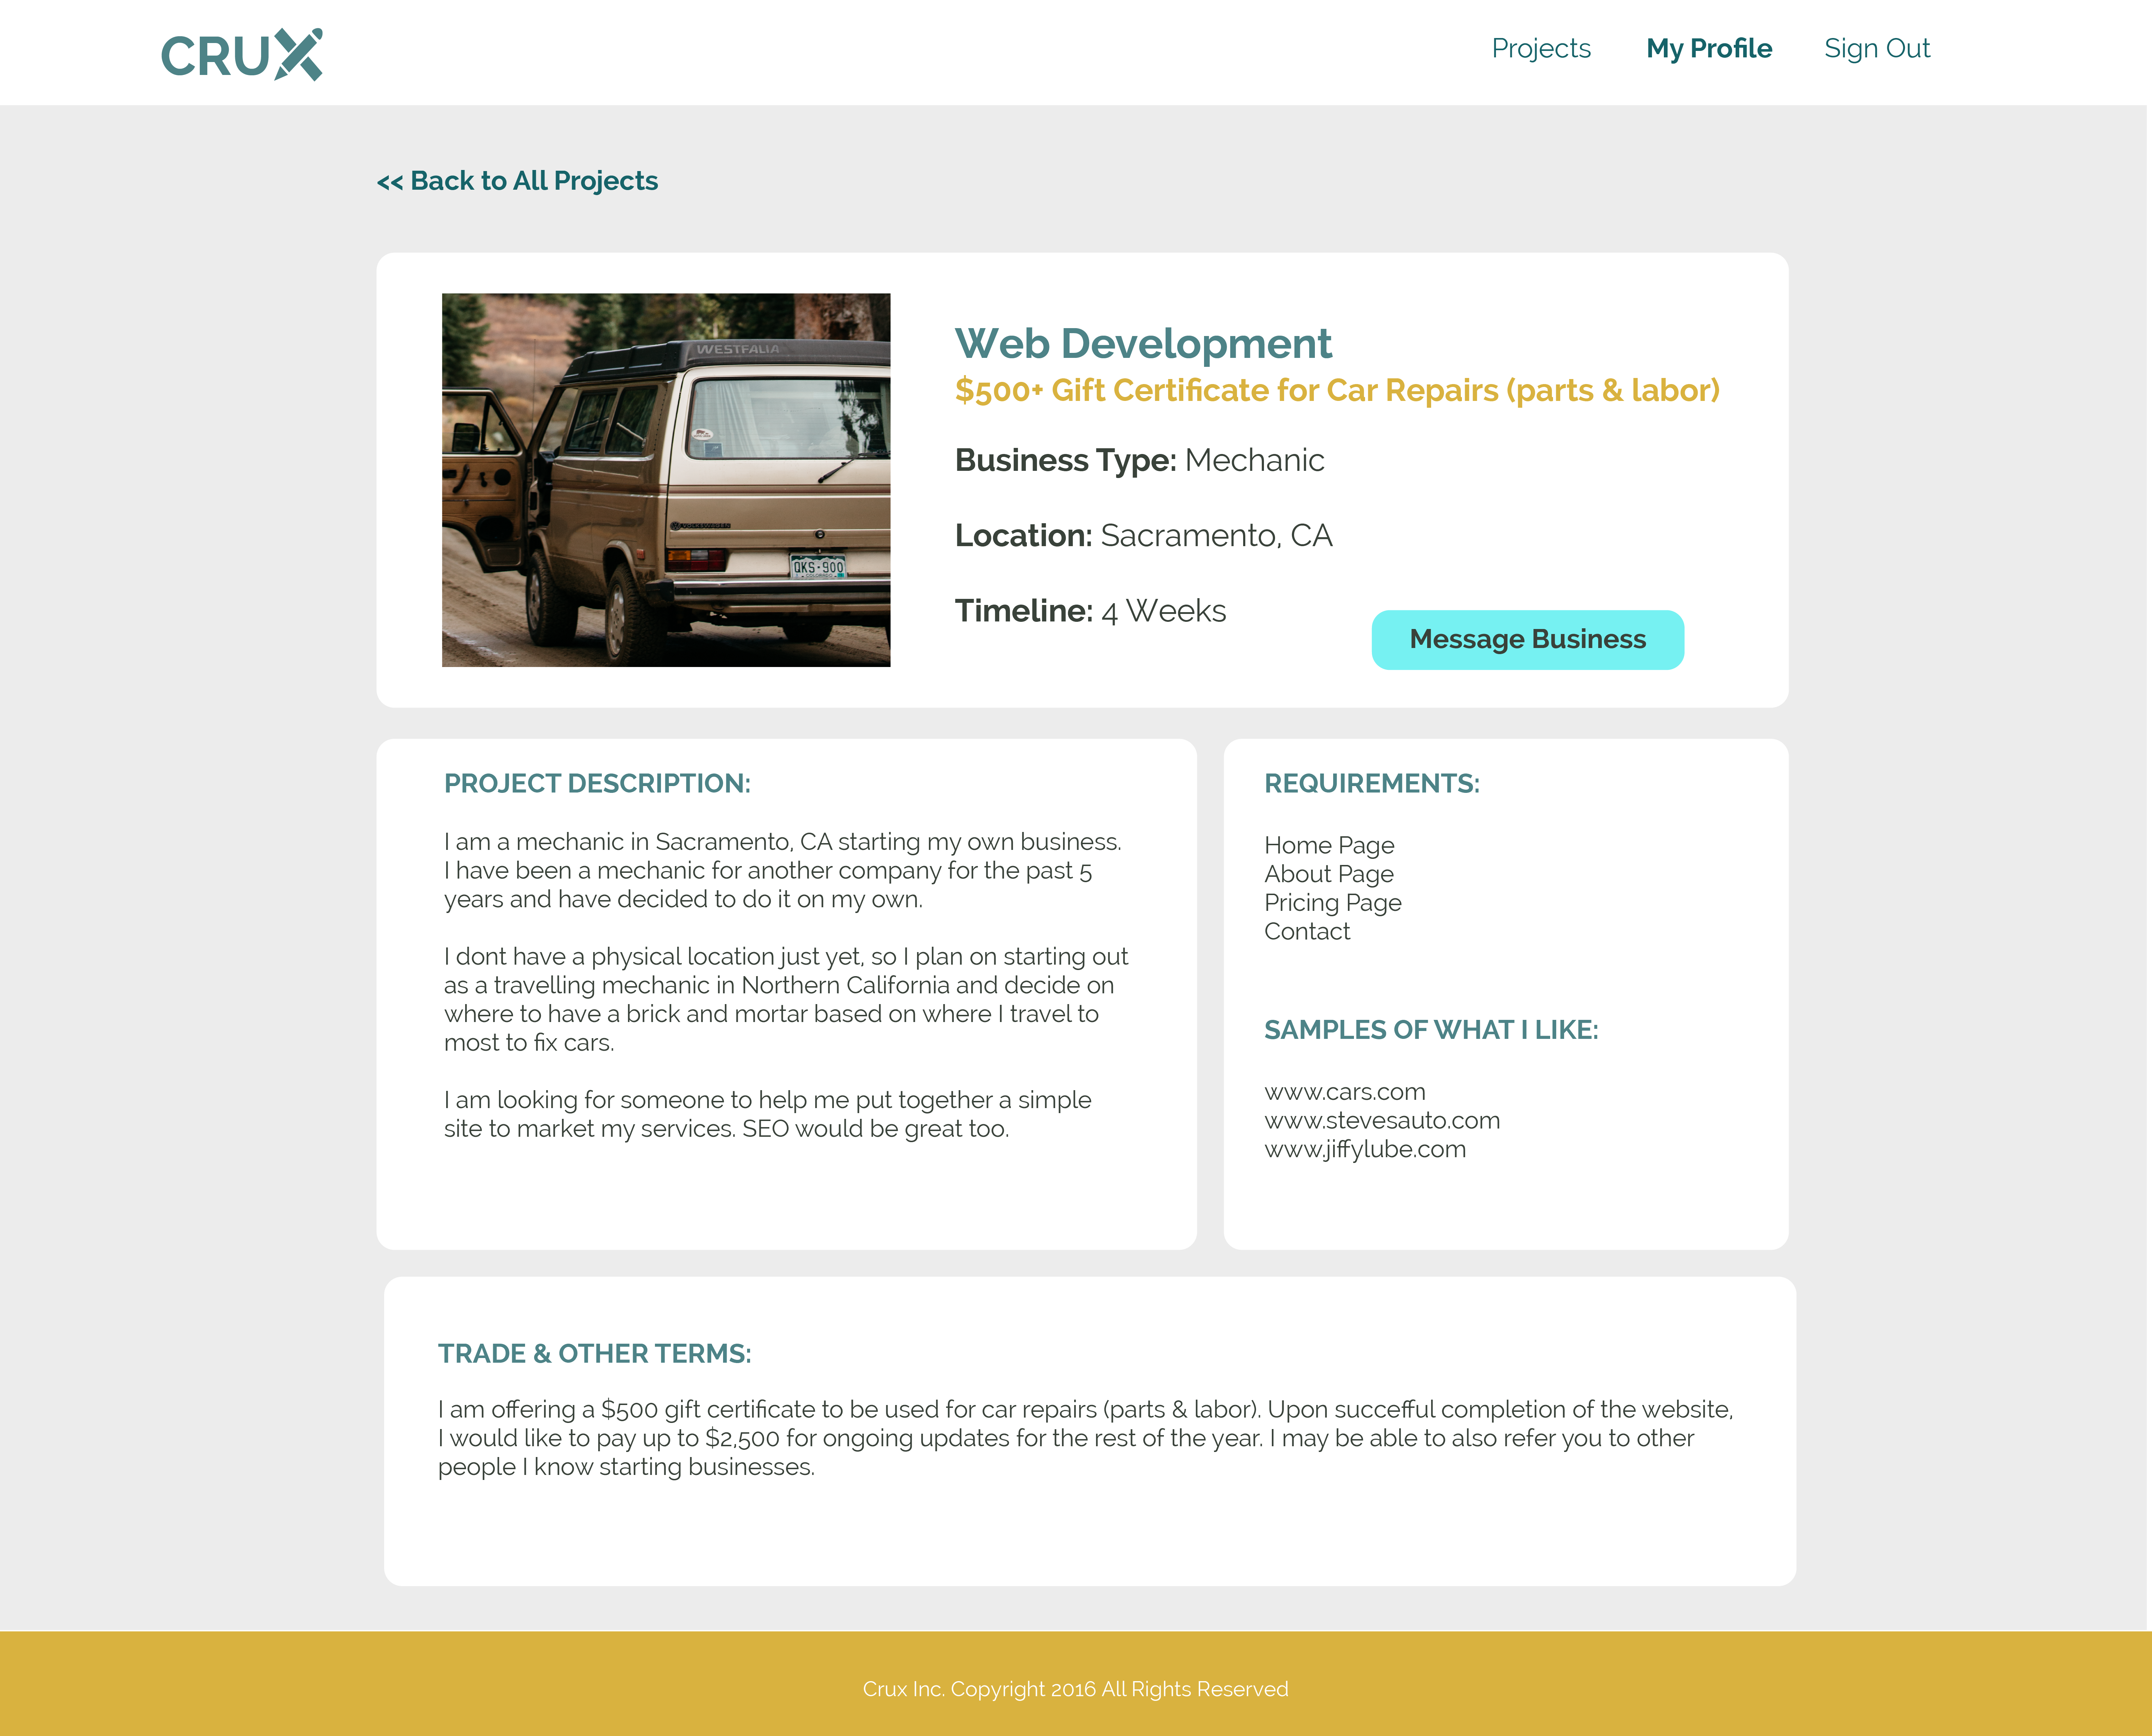 CRUX
Projects My Profile Sign Out
<< Back to All Projects
WESTFALIA
VOLKSWAGEN
QKS-900
COLORADO
Web Development
$500+ Gift Certificate for Car Repairs (parts & labor)
Business Type: Mechanic
Location: Sacramento, CA
Timeline: 4 Weeks
Message Business
PROJECT DESCRIPTION:
I am a mechanic in Sacramento, CA starting my own business.
I have been a mechanic for another company for the past 5
years and have decided to do it on my own.
I dont have a physical location just yet, so I plan on starting out
as a travelling mechanic in Northern California and decide on
where to have a brick and mortar based on where I travel to
most to fix cars.
I am looking for someone to help me put together a simple
site to market my services. SEO would be great too.
REQUIREMENTS:
Home Page
About Page
Pricing Page
Contact
SAMPLES OF WHAT I LIKE:
www.cars.com
www.stevesauto.com
www.jiffylube.com
TRADE & OTHER TERMS:
I am offering a $500 gift certificate to be used for car repairs (parts & labor). Upon succefful completion of the website,
I would like to pay up to $2,500 for ongoing updates for the rest of the year. I may be able to also refer you to other
people I know starting businesses.
Crux Inc. Copyright 2016 All Rights Reserved